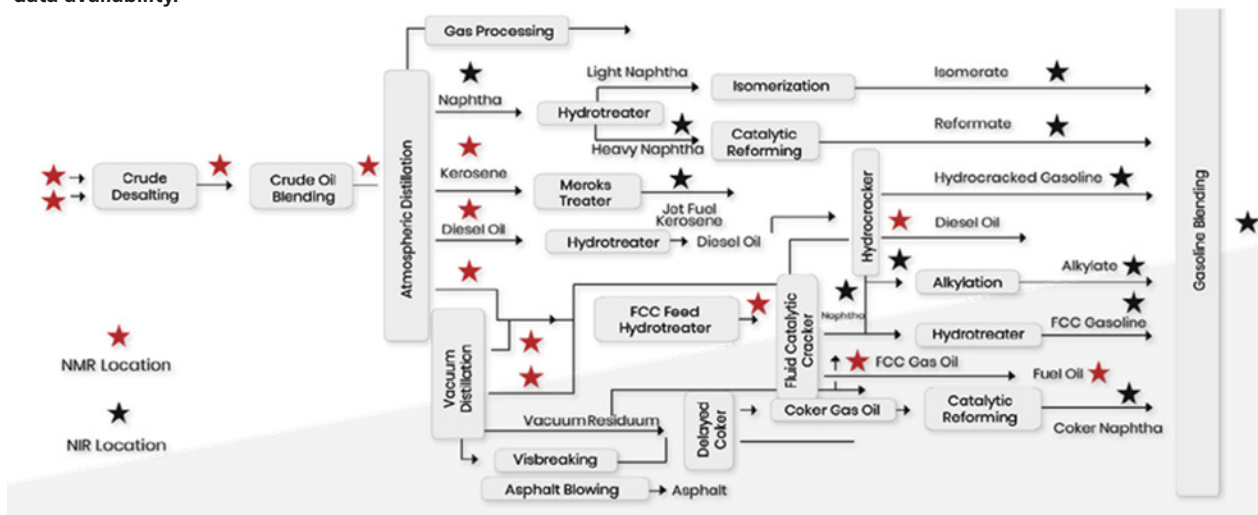 data availability.
Gas Processing
Naphtha
Hydrotreater
Light Naphtha
Heavy Naphtha
Isomerization
Isomerate
Catalytic
Reforming
Reformate
Crude
Desalting
Crude Oil
Blending
Atmospheric Distillation
Kerosene
Meroks
Treater
Jet Fuel
Kerosene
Hydrocracker
Hydrocracked Gasoline
Diesel Oil
Hydrotreater
Diesel Oil
Diesel Oil
Alkylation
Alkylate
Gasoline Blending
FCC Feed
Hydrotreater
Fluid Catalytic
Cracker
Naphtha
Hydrotreater
FCC Gasoline
NMR Location
NIR Location
Vacuum
Distillation
FCC Gas Oil
Fuel Oil
Vacuum Residuum
Delayed
Coker
Coker Gas Oil
Catalytic
Reforming
Coker Naphtha
Visbreaking
Asphalt Blowing
Asphalt